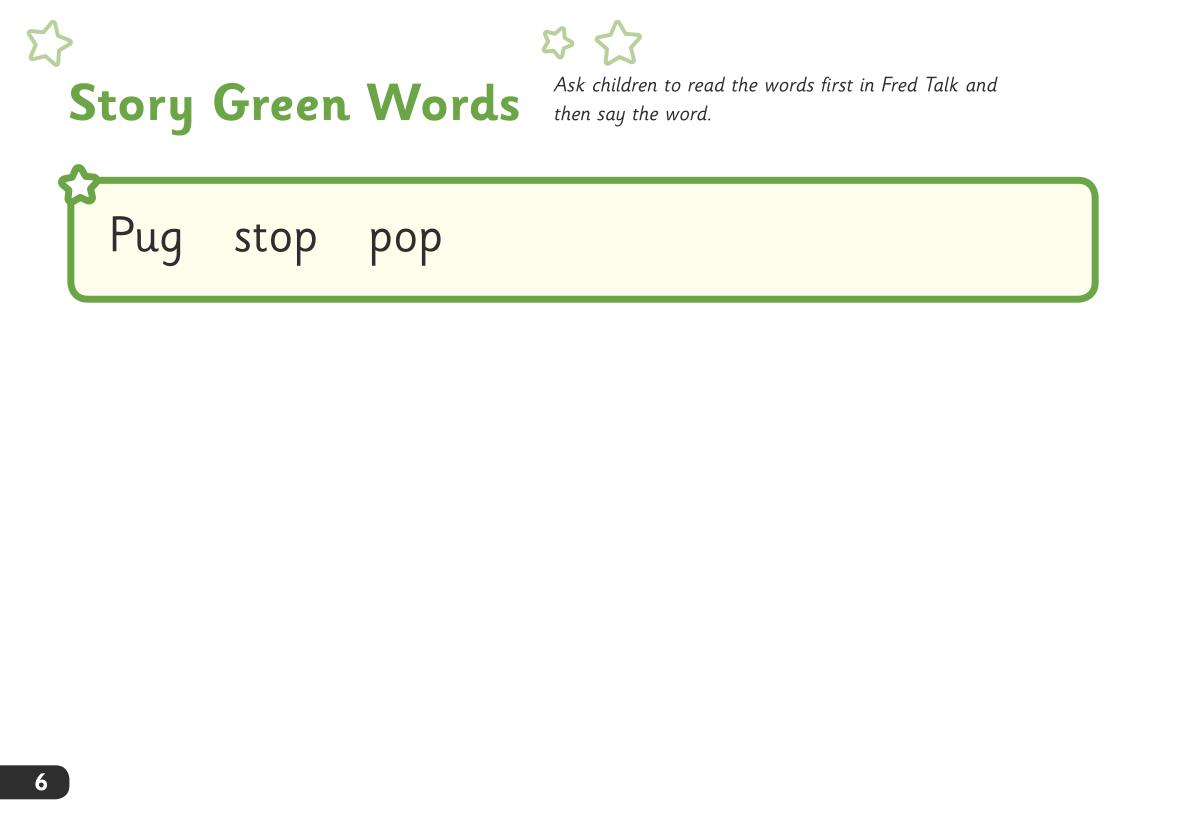 Story Green Words
Ask children to read the words first in Fred Talk and
then say the word.
Pug stop pop
6